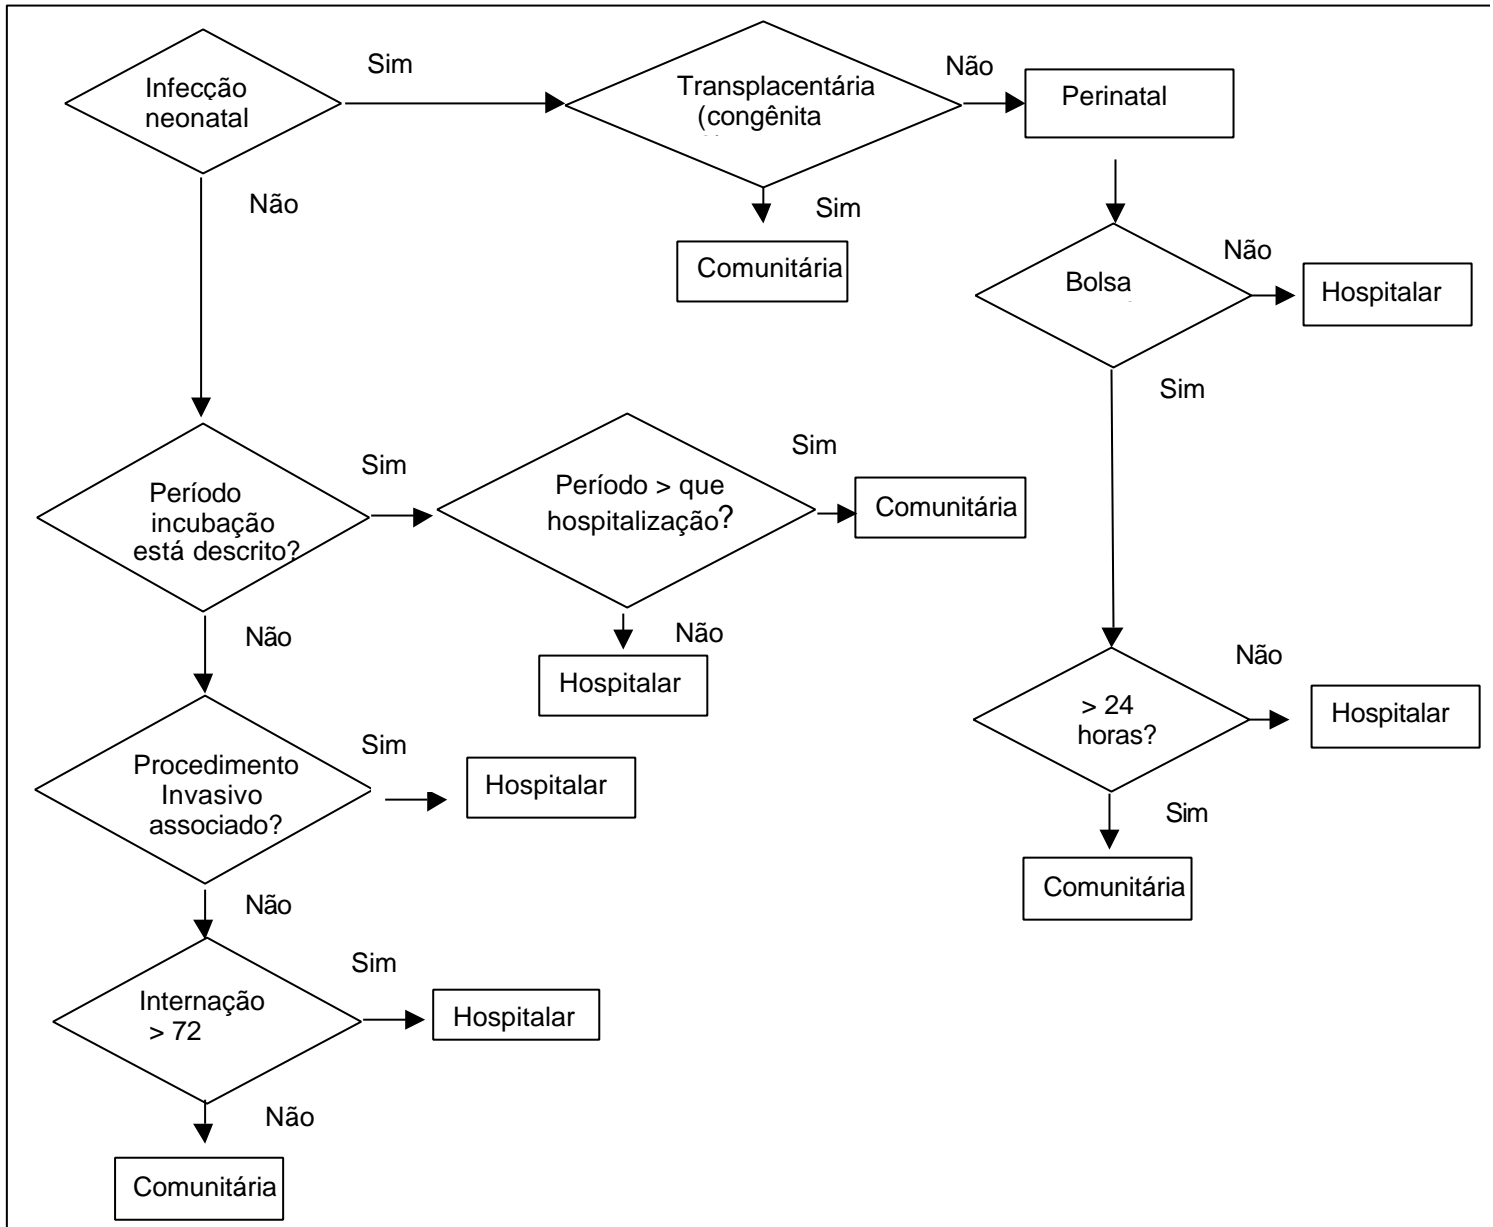 Infecção
neonatal
Sim
Transplacentária
(congênita
Não
Perinatal
Não
Sim
Comunitária
Bolsa
Não
Hospitalar
Sim
Período
incubação
está descrito?
Sim
Período > que
hospitalização?
Sim
Comunitária
Não
Hospitalar
Não
> 24
horas?
Não
Hospitalar
Sim
Comunitária
Procedimento
Invasivo
associado?
Sim
Hospitalar
Não
Internação
> 72
Sim
Hospitalar
Não
Comunitária